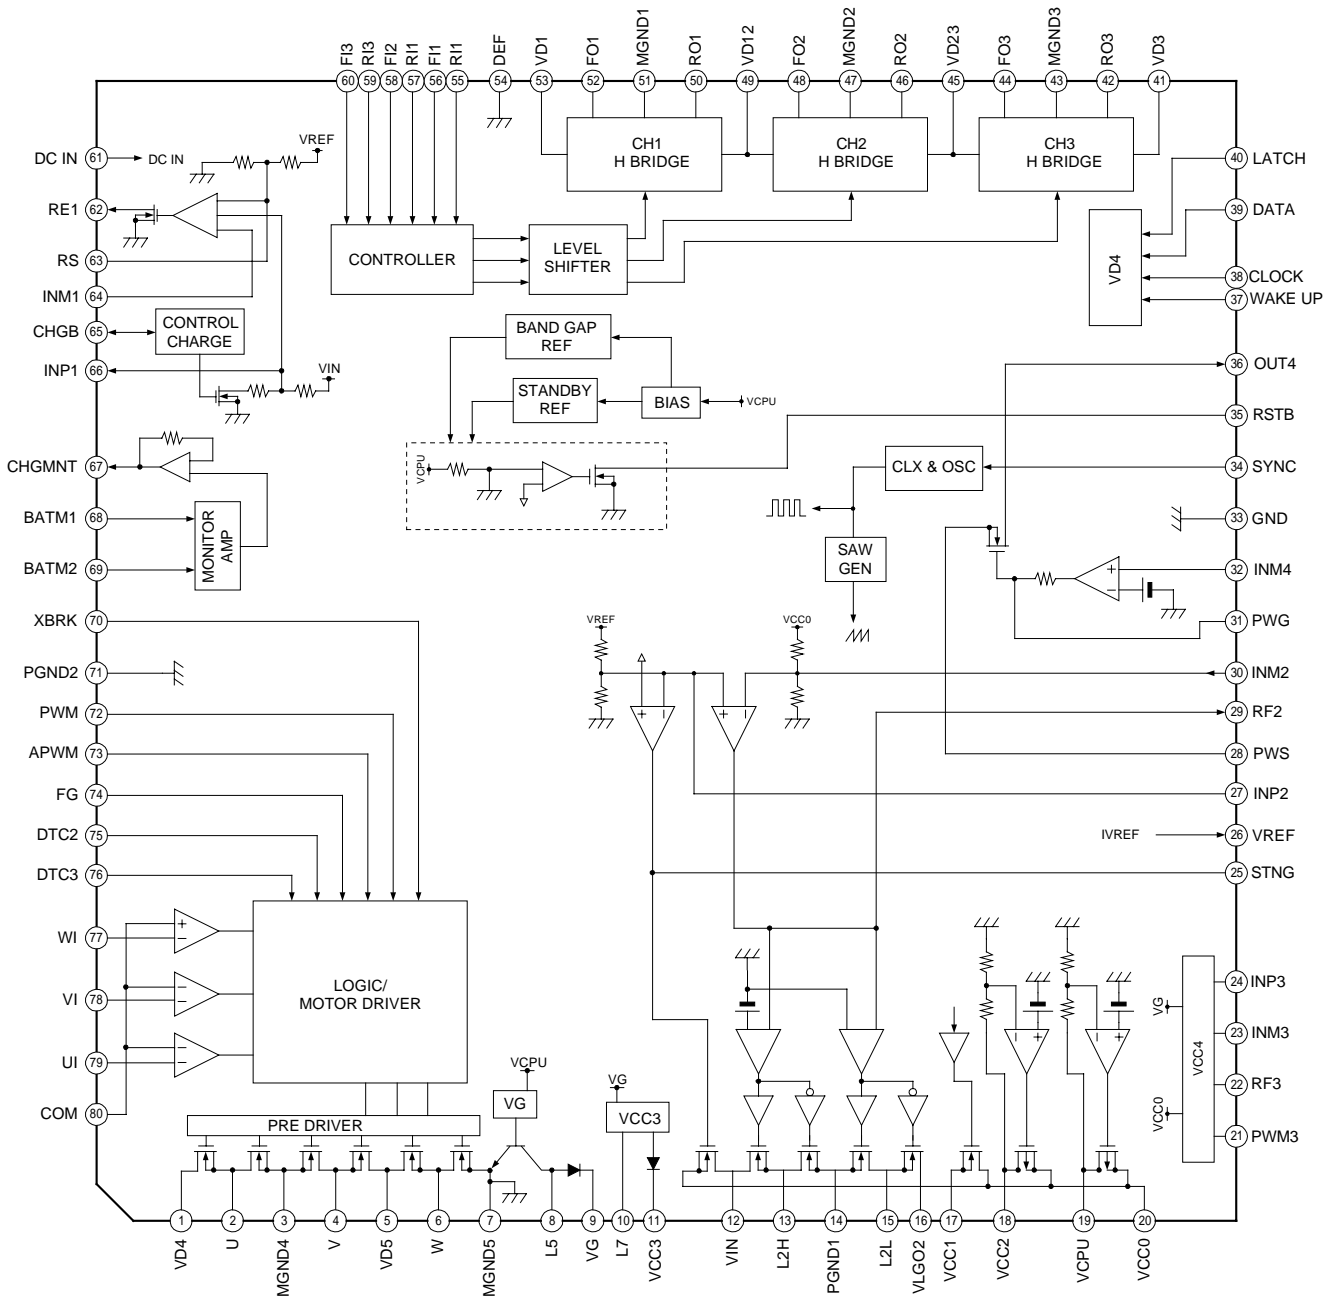 FI3
RI3
FI2
RI1
FI1
RI1
DEF
VD1
FO1
MGND1
RO1
VD12
FO2
MGND2
RO2
VD23
FO3
MGND3
RO3
VD3
60
59
58
57
56
55
54
53
52
51
50
49
48
47
46
45
44
43
42
41
DC IN
61
DC IN
RE1
62
RS
63
INM1
64
CHGB
65
INP1
66
CHGMNT
67
BATM1
68
BATM2
69
XBRK
70
PGND2
71
PWM
72
APWM
73
FG
74
DTC2
75
DTC3
76
WI
77
VI
78
UI
79
COM
80
VREF
CONTROL
CHARGE
VIN
MONITOR
AMP
CONTROLLER
LEVEL
SHIFTER
CH1
H BRIDGE
CH2
H BRIDGE
CH3
H BRIDGE
VD4
BAND GAP
REF
STANDBY
REF
BIAS
VCPU
VCPU
CLX & OSC
SAW
GEN
+
−
VREF
VCC0
+
−
+
−
IVREF
40
LATCH
39
DATA
38
CLOCK
37
WAKE UP
36
OUT4
35
RSTB
34
SYNC
33
GND
32
INM4
31
PWG
30
INM2
29
RF2
28
PWS
27
INP2
26
VREF
25
STNG
24
INP3
23
INM3
22
RF3
21
PWM3
VG
VCC4
VCC0
+
−
−
−
−
−
LOGIC/
MOTOR DRIVER
PRE DRIVER
VCPU
VG
VG
VCC3
−
+
−
+
1
2
3
4
5
6
7
8
9
10
11
12
13
14
15
16
17
18
19
20
VD4
U
MGND4
V
VD5
W
MGND5
L5
VG
L7
VCC3
VIN
L2H
PGND1
L2L
VLGO2
VCC1
VCC2
VCPU
VCC0